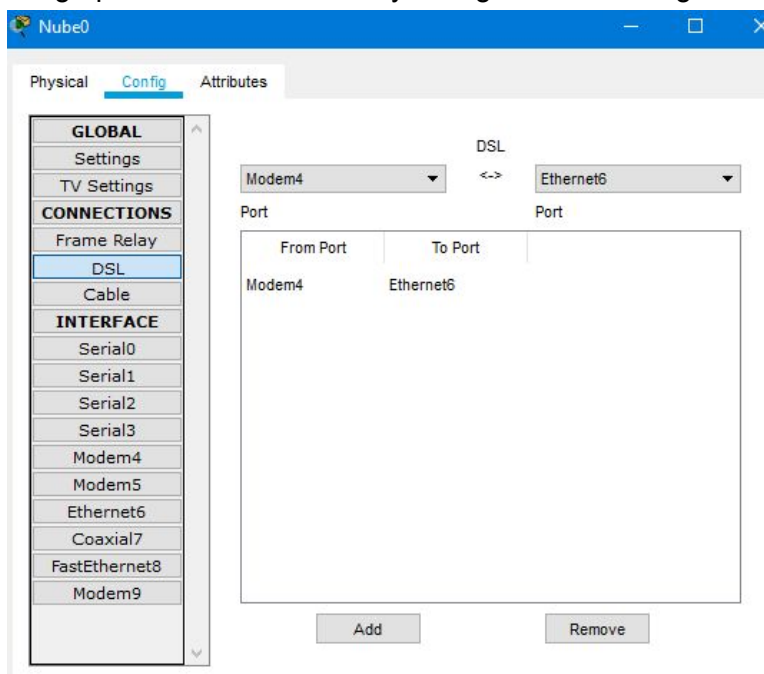 Nube0
Physical Config Attributes
GLOBAL
Settings
TV Settings
CONNECTIONS
Frame Relay
DSL
Cable
INTERFACE
Serial0
Serial1
Serial2
Serial3
Modem4
Modem5
Ethernet6
Coaxial7
FastEthernet8
Modem9
DSL
Modem4 <-> Ethernet6
Port Port
From Port To Port
Modem4 Ethernet6
Add Remove